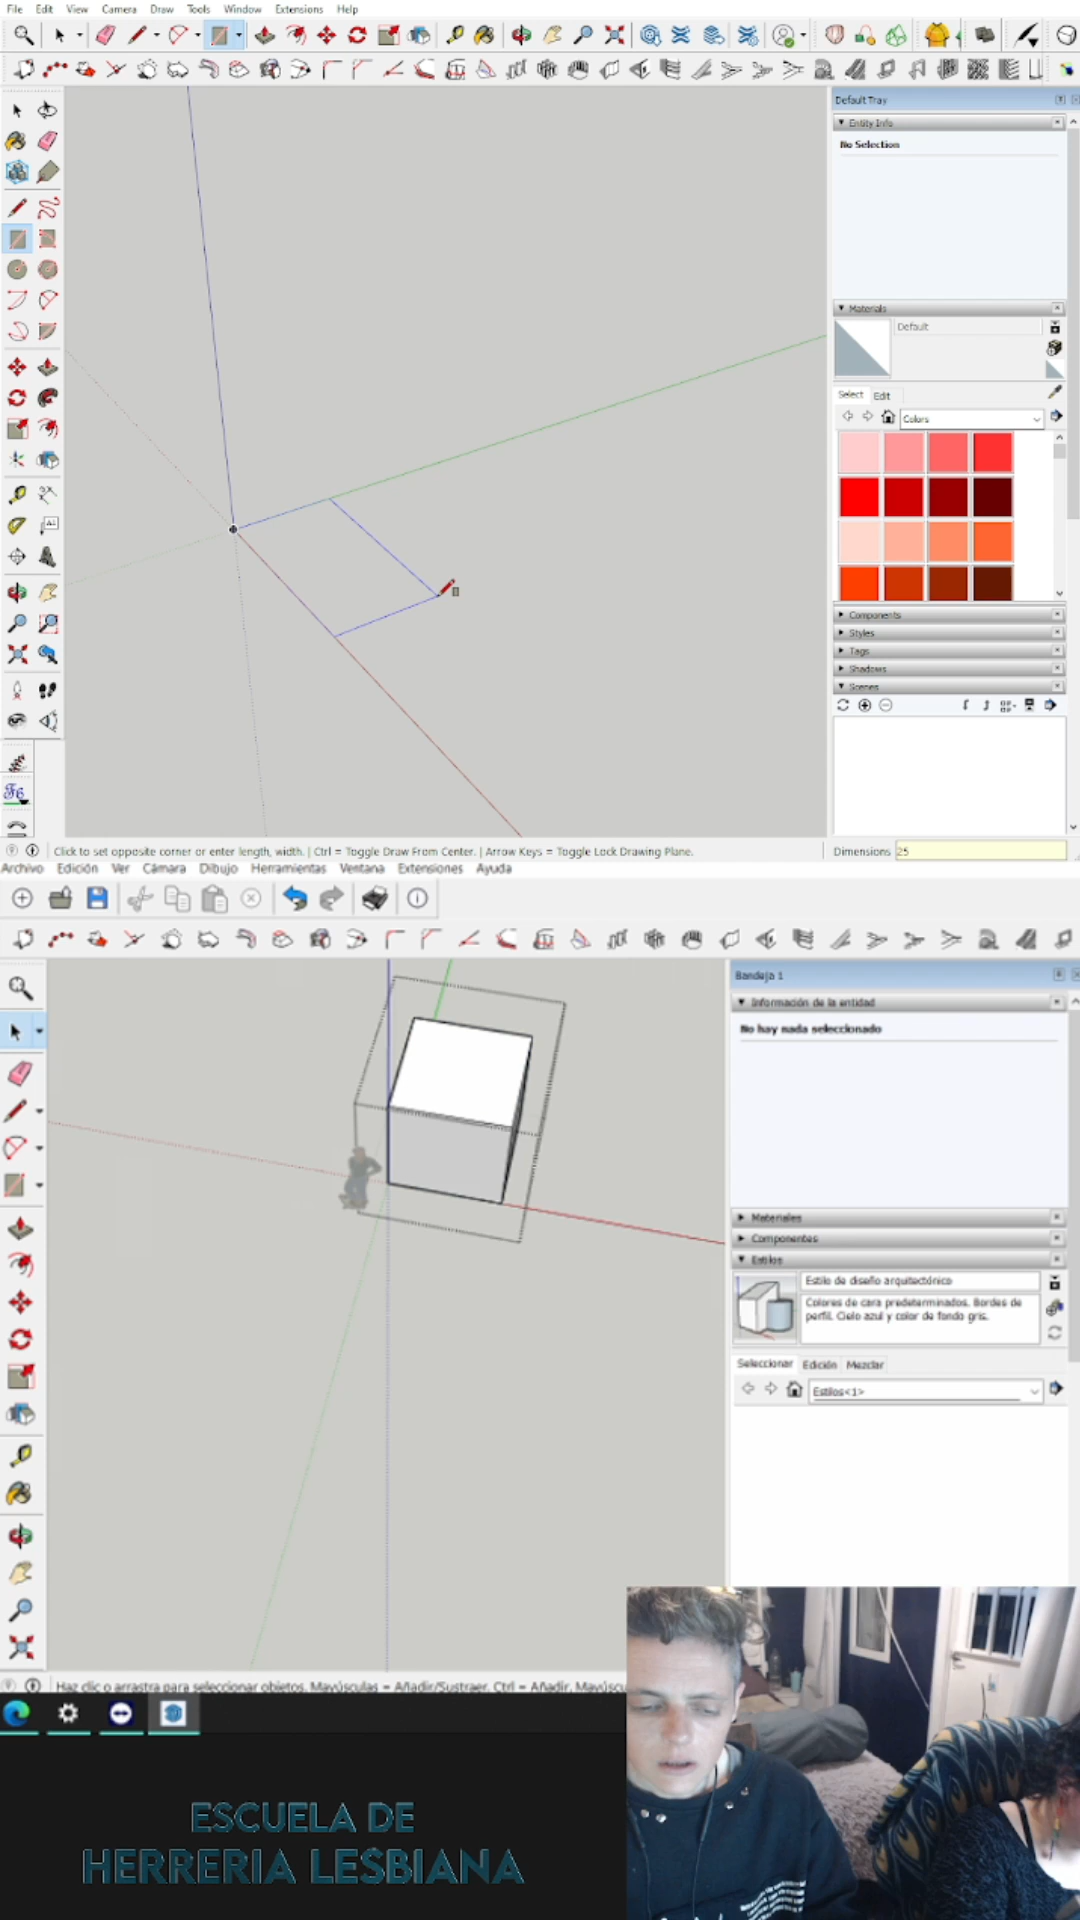 File Edit View Camera Draw Tools Window Extensions Help
Default Tray
Entity Info
No Selection
Materials
Default
Select Edit
Colors
Components
Styles
Tags
Shadows
Scenes
Click to set opposite corner or enter length, width. | Ctrl = Toggle Draw From Center. | Arrow Keys = Toggle Lock Drawing Plane.
Dimensions 25
Archivo Edición Ver Cámara Dibujo Herramientas Ventana Extensiones Ayuda
Bandeja 1
Información de la entidad
No hay nada seleccionado
Materiales
Componentes
Estilos
Estilo de diseño arquitectónico
Colores de cara predeterminados. Bordes de
perfil. Cielo azul y color de fondo gris.
Seleccionar Edición Mezclar
Estilos<1>
Haz clic o arrastra para seleccionar objetos. Mayúsculas = Añadir/Sustraer. Ctrl = Añadir. Mayúscu
ESCUELA DE
HERRERIA LESBIANA